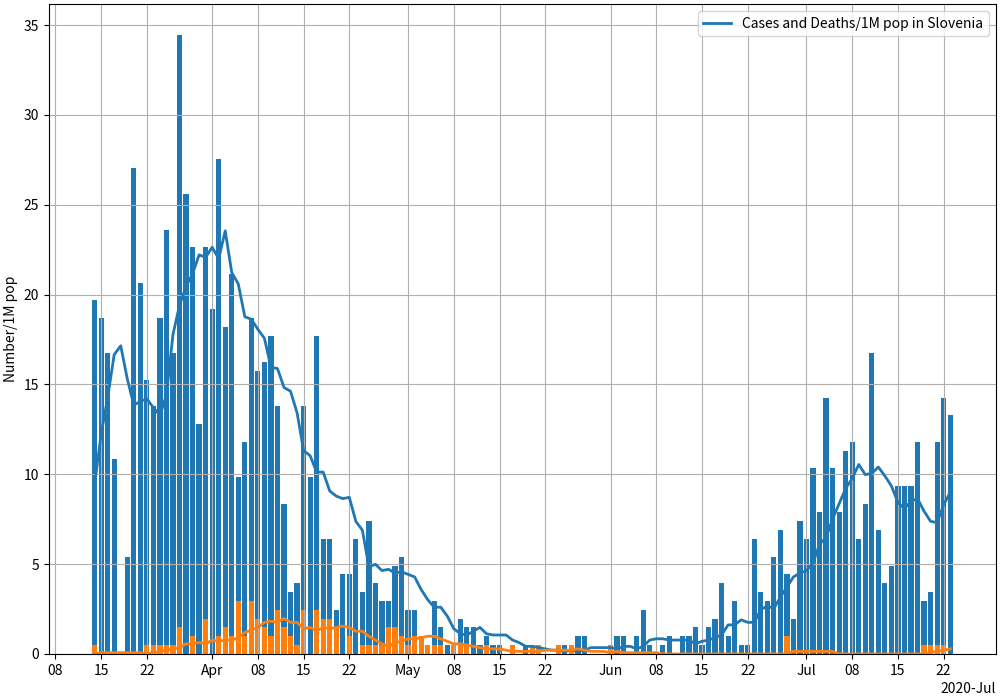 Cases and Deaths/1M pop in Slovenia
Number/1M pop
35
30
25
20
15
10
5
0
08 15 22 Apr 08 15 22 May 08 15 22 Jun 08 15 22 Jul 08 15 22
2020-Jul